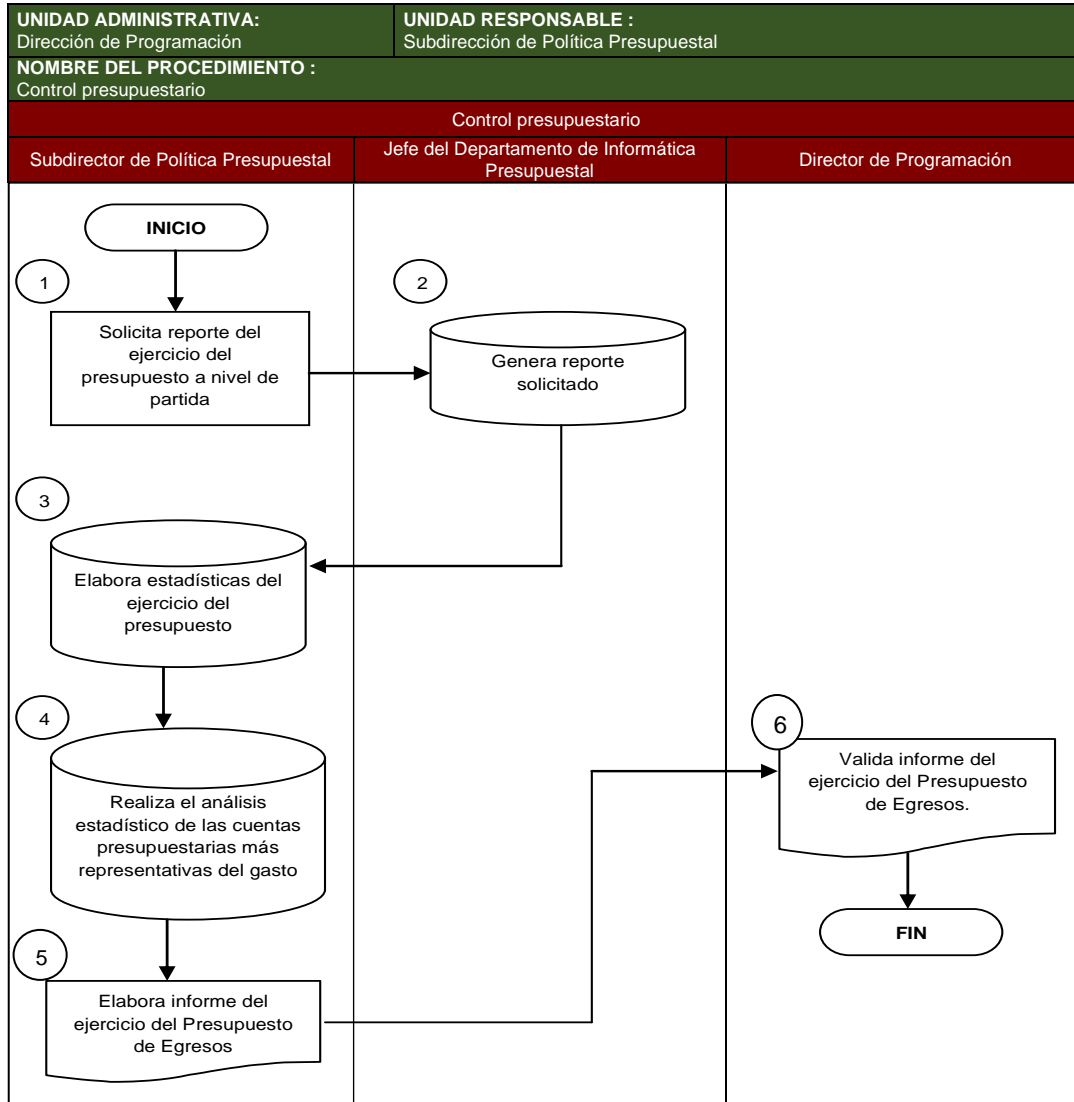 UNIDAD ADMINISTRATIVA:
Dirección de Programación
UNIDAD RESPONSABLE :
Subdirección de Política Presupuestal
NOMBRE DEL PROCEDIMIENTO :
Control presupuestario
Control presupuestario
Subdirector de Política Presupuestal
Jefe del Departamento de Informática
Presupuestal
Director de Programación
INICIO
1
Solicita reporte del
ejercicio del
presupuesto a nivel de
partida
2
Genera reporte
solicitado
3
Elabora estadísticas del
ejercicio del
presupuesto
4
Realiza el análisis
estadístico de las cuentas
presupuestarias más
representativas del gasto
5
Elabora informe del
ejercicio del Presupuesto
de Egresos
6
Valida informe del
ejercicio del Presupuesto
de Egresos.
FIN